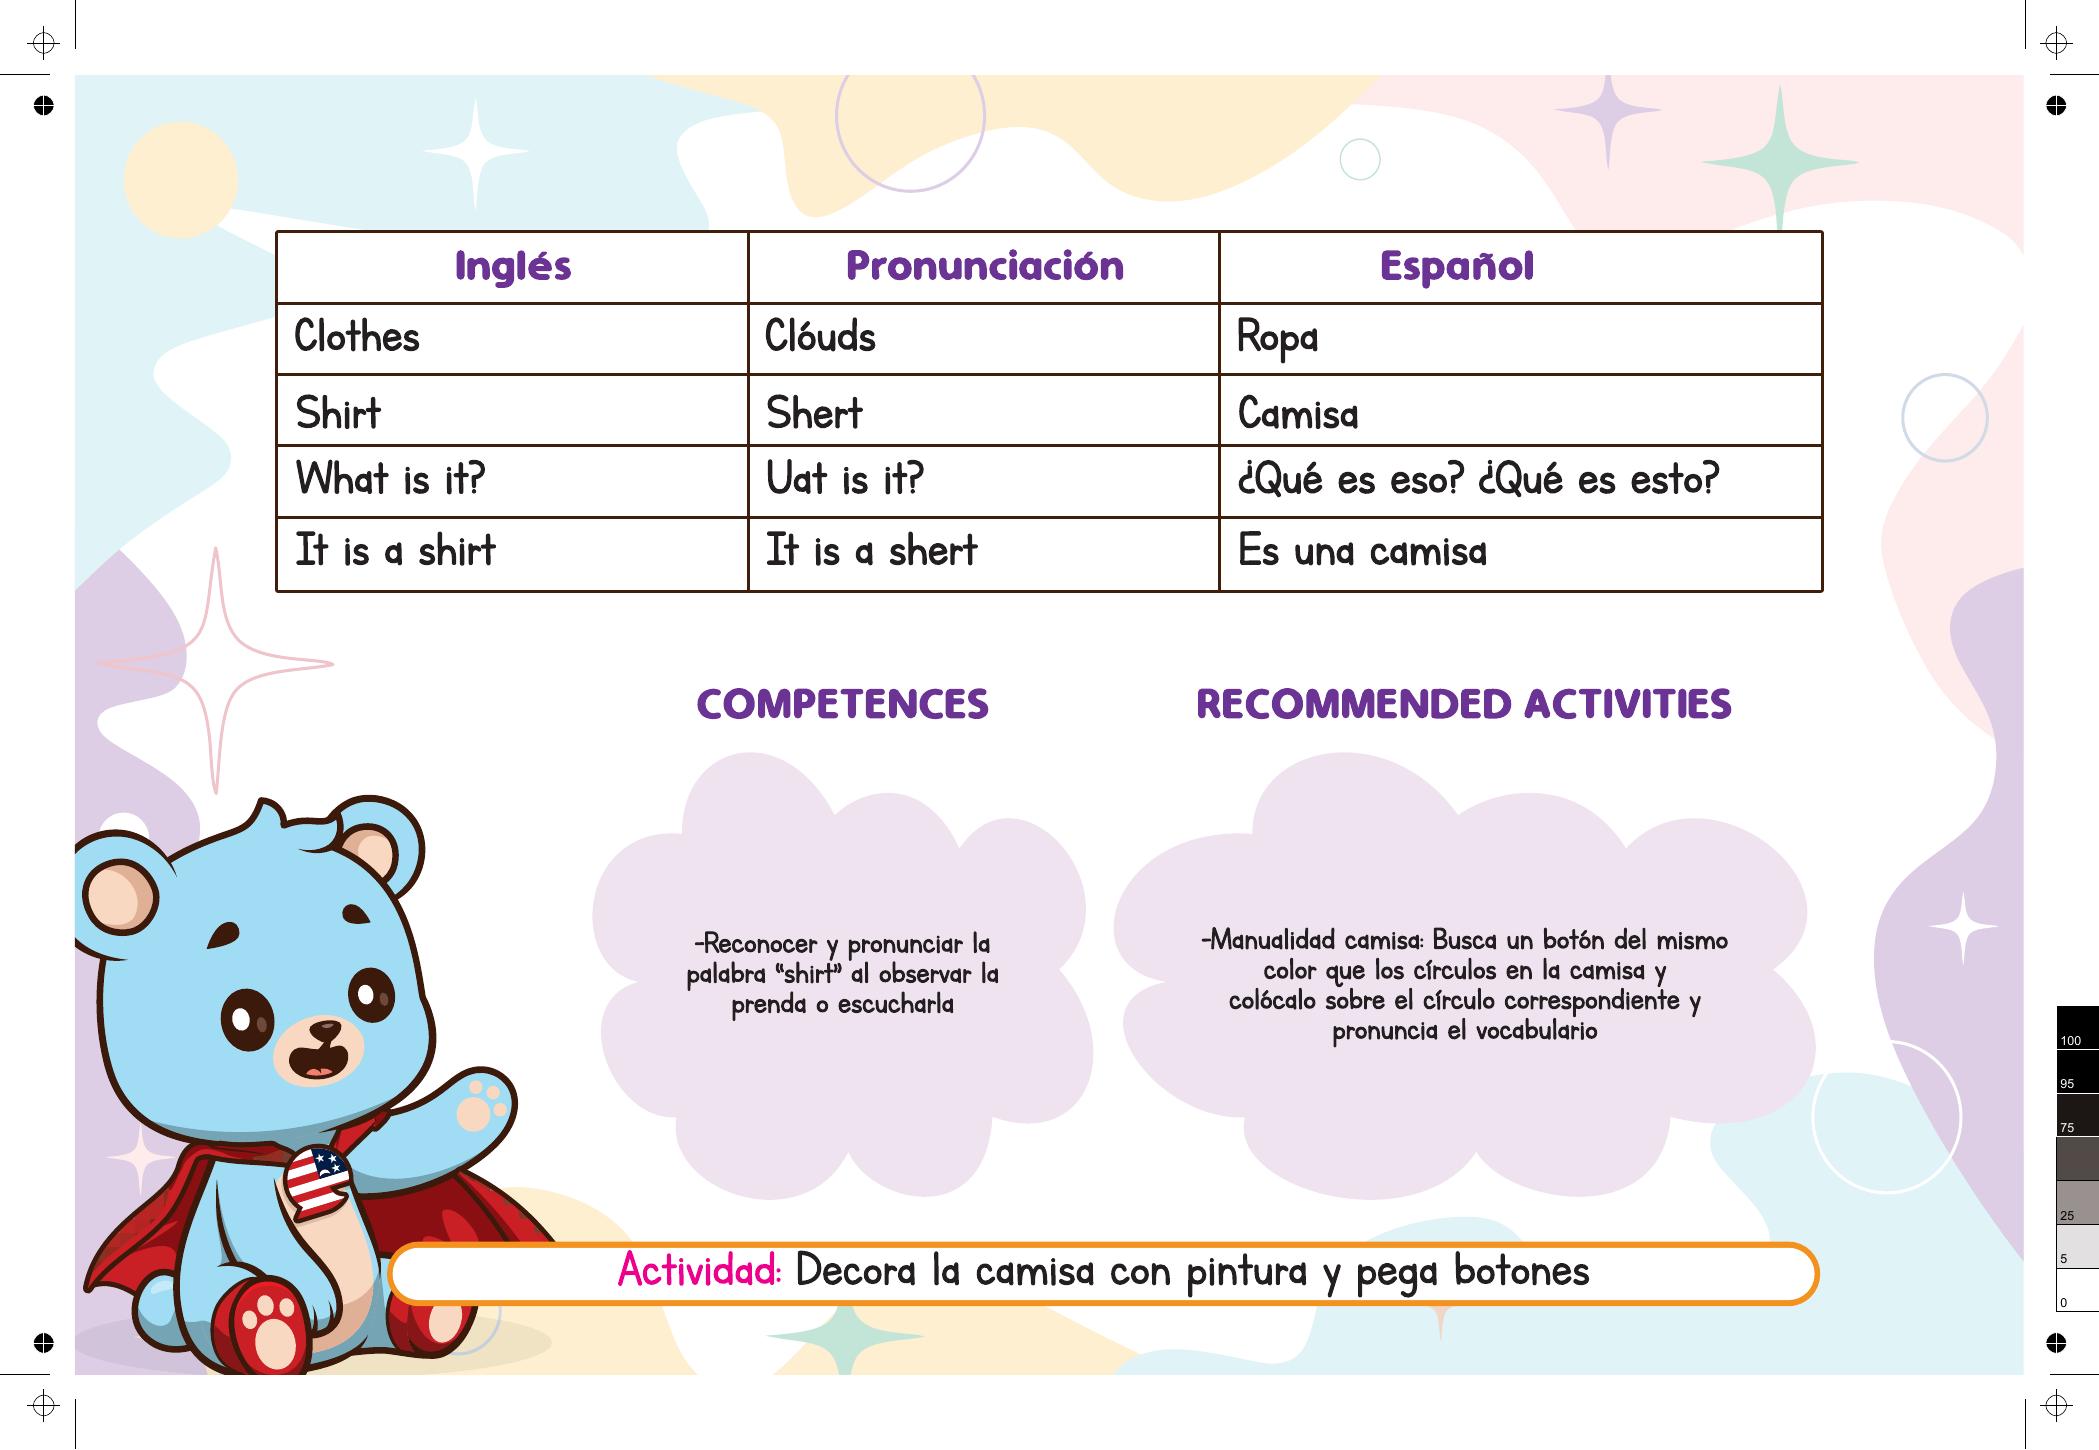 Inglés Pronunciación Español
Clothes Clóuds Ropa
Shirt Shert Camisa
What is it? Uat is it? ¿Qué es eso? ¿Qué es esto?
It is a shirt It is a shert Es una camisa
COMPETENCES
-Reconocer y pronunciar la
palabra “shirt” al observar la
prenda o escucharla
RECOMMENDED ACTIVITIES
-Manualidad camisa: Busca un botón del mismo
color que los círculos en la camisa y
colócalo sobre el círculo correspondiente y
pronuncia el vocabulario
Actividad: Decora la camisa con pintura y pega botones
100
95
75
25
5
0